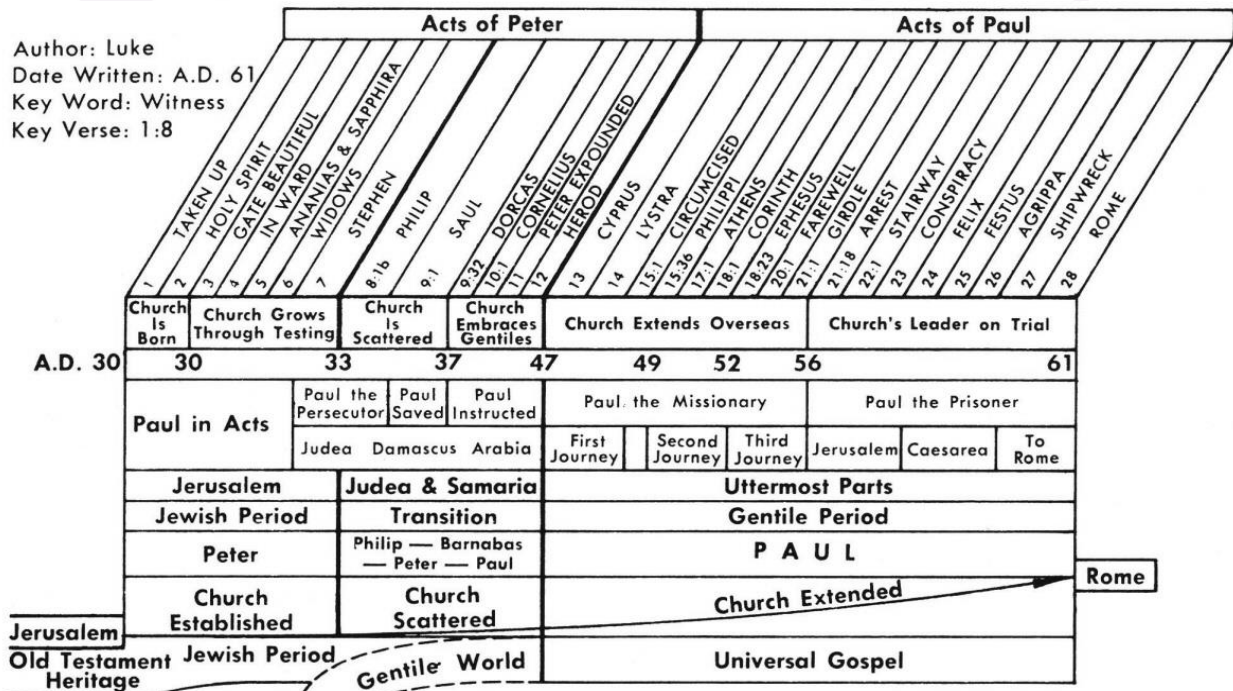 Acts of Peter
Acts of Paul
Author: Luke
Date Written: A.D. 61
Key Word: Witness
Key Verse: 1:8
TAKEN UP
HOLY SPIRIT
GATE BEAUTIFUL
IN WARD
ANANIAS & SAPPHIRA
WIDOWS
STEPHEN
PHILIP
SAUL
DORCAS
CORNELIUS
PETER EXPOUNDED
HEROD
CYPRUS
LYSTRA
CIRCUMCISED
PHILIPPI
ATHENS
CORINTH
EPHESUS
FAREWELL
GIRDLE
ARREST
STAIRWAY
CONSPIRACY
FELIX
FESTUS
AGRIPPA
SHIPWRECK
ROME
1 2 3 4 5 6 7 8:1b 9:1 9:32 10:1 11 12 13 14 15:1 15:36 17:1 18:1 18:23 20:1 21:1 21:18 22:1 23 24 25 26 27 28
Church
Is
Born
Church Grows
Through Testing
Church
Is
Scattered
Church
Embraces
Gentiles
Church Extends Overseas
Church's Leader on Trial
A.D. 30 30 33 37 47 49 52 56 61
Paul in Acts
Paul the
Persecutor
Paul
Saved
Paul
Instructed
Paul the Missionary
Paul the Prisoner
Judea Damascus Arabia
First
Journey
Second
Journey
Third
Journey
Jerusalem
Caesarea
To
Rome
Jerusalem
Judea & Samaria
Uttermost Parts
Jewish Period
Transition
Gentile Period
Peter
Philip — Barnabas
— Peter — Paul
PAUL
Rome
Church
Established
Church
Scattered
Church Extended
Jerusalem
Old Testament
Heritage
Jewish Period
Gentile World
Universal Gospel